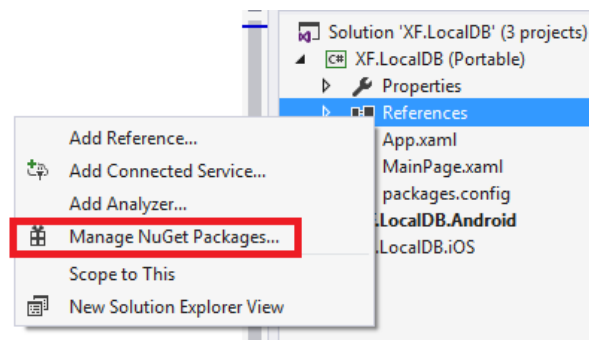 Solution 'XF.LocalDB' (3 projects)
C# XF.LocalDB (Portable)
Properties
References
App.xaml
MainPage.xaml
packages.config
.LocalDB.Android
.LocalDB.iOS
Add Reference...
Add Connected Service...
Add Analyzer...
Manage NuGet Packages...
Scope to This
New Solution Explorer View